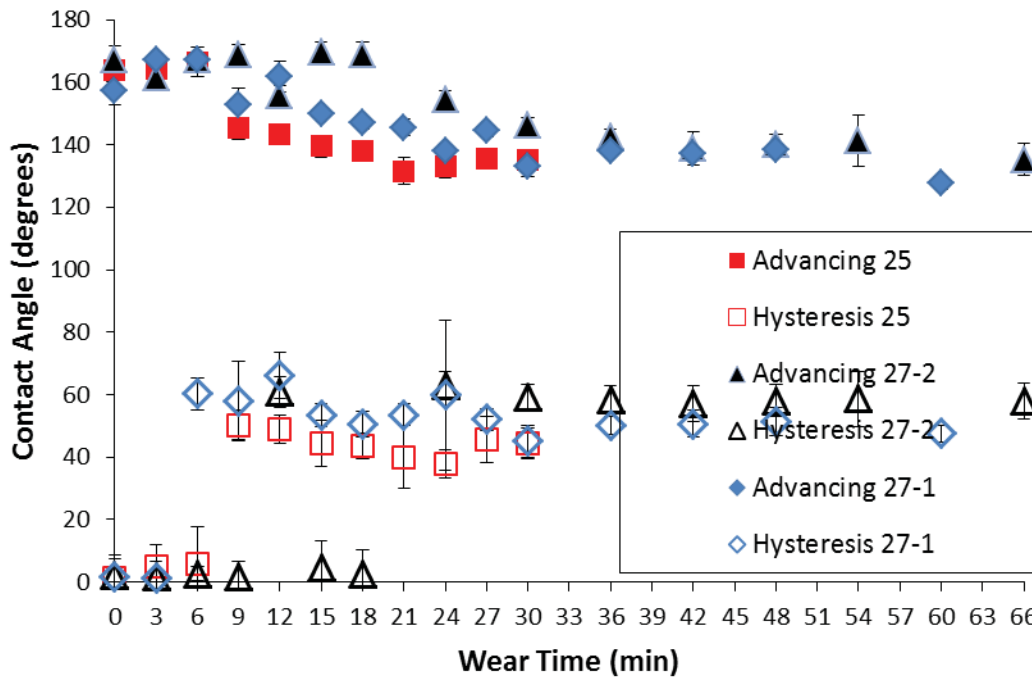 180
160
140
120
100
80
60
40
20
0
Contact Angle (degrees)
Advancing 25
Hysteresis 25
Advancing 27-2
Hysteresis 27-2
Advancing 27-1
Hysteresis 27-1
0 3 6 9 12 15 18 21 24 27 30 33 36 39 42 45 48 51 54 57 60 63 66
Wear Time (min)